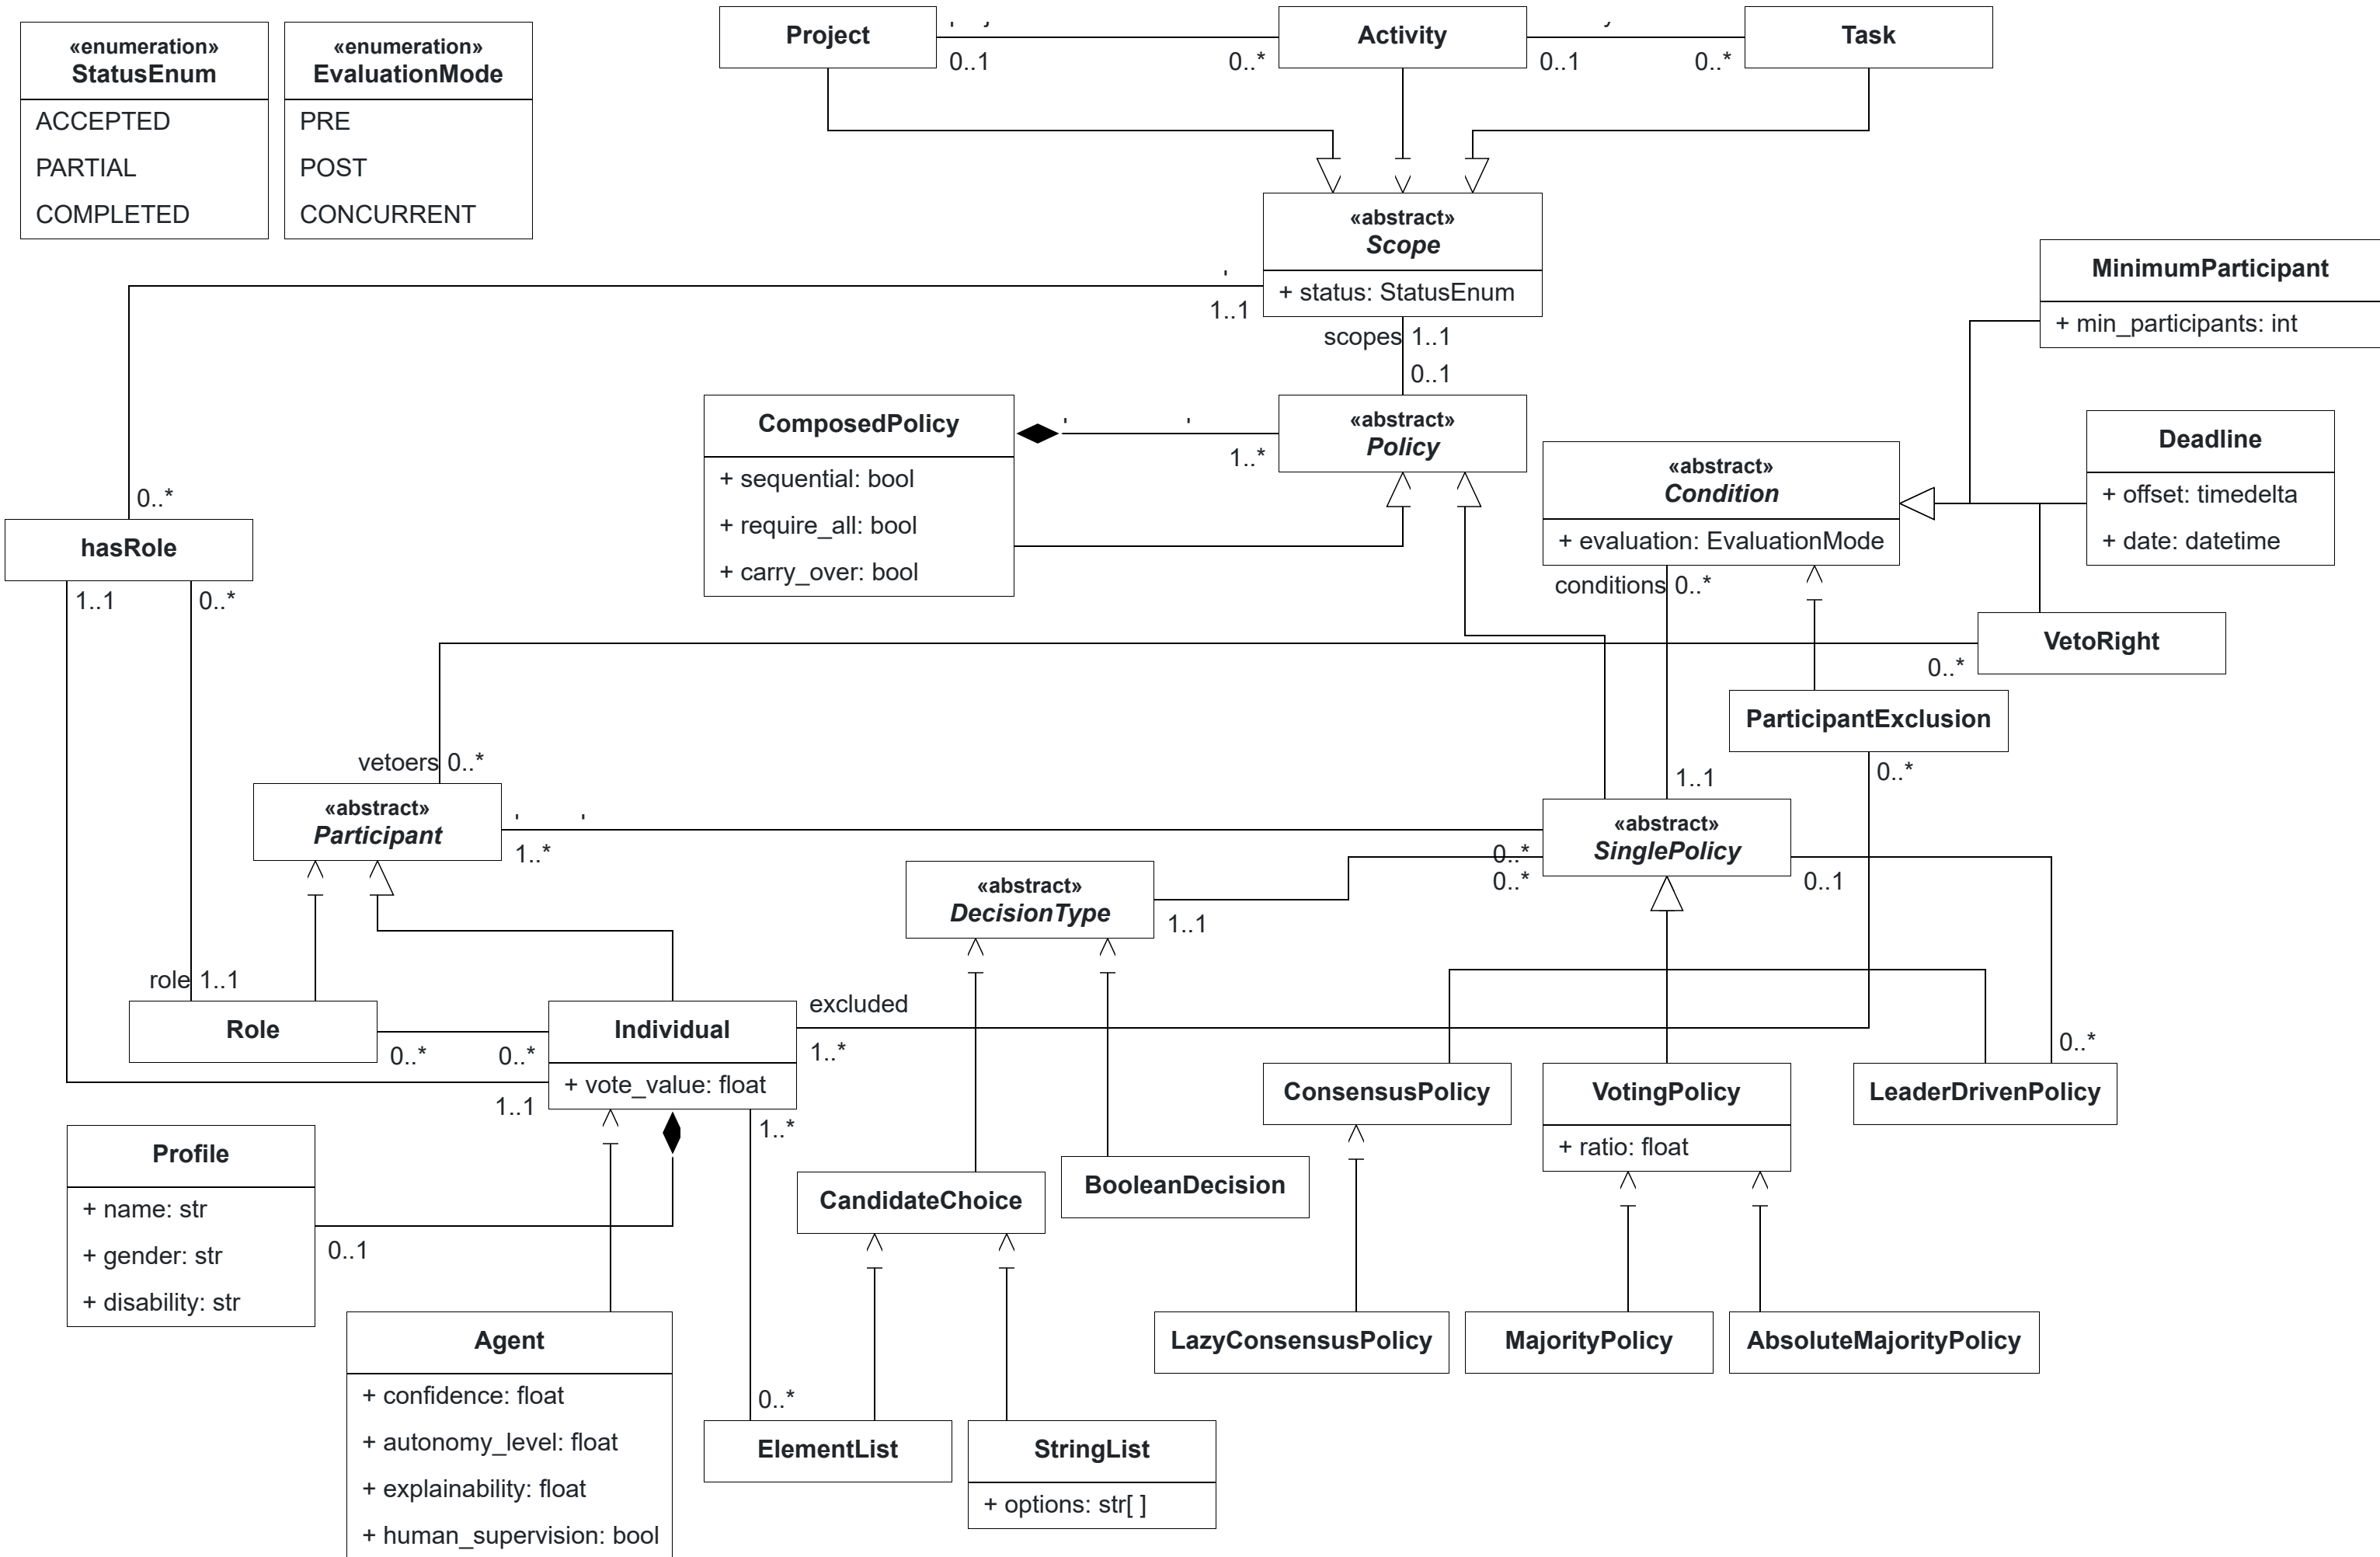 «enumeration»
StatusEnum
ACCEPTED
PARTIAL
COMPLETED
«enumeration»
EvaluationMode
PRE
POST
CONCURRENT
Project
0..1
0..*
Activity
0..1
0..*
Task
«abstract»
Scope
+ status: StatusEnum
1..1
scopes 1..1
0..1
MinimumParticipant
+ min_participants: int
ComposedPolicy
+ sequential: bool
+ require_all: bool
+ carry_over: bool
1..*
«abstract»
Policy
«abstract»
Condition
+ evaluation: EvaluationMode
conditions 0..*
Deadline
+ offset: timedelta
+ date: datetime
0..*
hasRole
1..1
0..*
VetoRight
0..*
ParticipantExclusion
0..*
vetoers 0..*
«abstract»
Participant
1..*
1..1
«abstract»
SinglePolicy
0..*
0..*
0..1
«abstract»
DecisionType
1..1
role 1..1
Role
0..*
0..*
Individual
+ vote_value: float
excluded
1..*
1..1
1..*
0..*
ConsensusPolicy
VotingPolicy
+ ratio: float
LeaderDrivenPolicy
Profile
+ name: str
+ gender: str
+ disability: str
0..1
CandidateChoice
BooleanDecision
Agent
+ confidence: float
+ autonomy_level: float
+ explainability: float
+ human_supervision: bool
LazyConsensusPolicy
MajorityPolicy
AbsoluteMajorityPolicy
0..*
ElementList
StringList
+ options: str[ ]